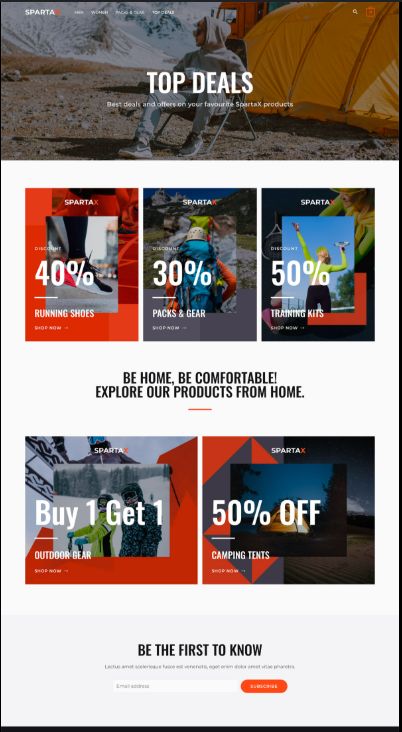 SPARTAX MEN WOMEN PACKS & GEAR TOP DEALS
TOP DEALS
Best deals and offers on your favourite SpartaX products
SPARTAX
DISCOUNT
40%
RUNNING SHOES
SHOP NOW →
SPARTAX
DISCOUNT
30%
PACKS & GEAR
SHOP NOW →
SPARTAX
DISCOUNT
50%
TRAINING KITS
SHOP NOW →
BE HOME, BE COMFORTABLE!
EXPLORE OUR PRODUCTS FROM HOME.
SPARTAX
Buy 1 Get 1
OUTDOOR GEAR
SHOP NOW →
SPARTAX
50% OFF
CAMPING TENTS
SHOP NOW →
BE THE FIRST TO KNOW
Lectus amet scelerisque fusce est venenatis, eget enim dolor amet vitae pharetra.
Email address
SUBSCRIBE